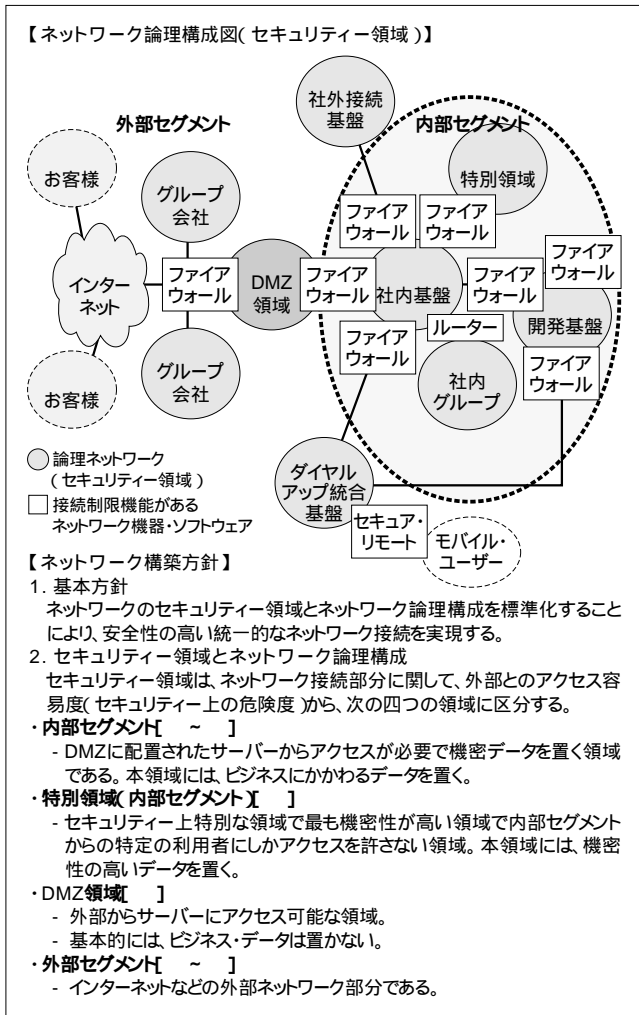 【ネットワーク論理構成図(セキュリティー領域)】
社外接続
基盤
外部セグメント
内部セグメント
お客様
グループ
会社
特別領域
ファイア
ウォール
ファイア
ウォール
ファイア
ウォール
インター
ネット
ファイア
ウォール
DMZ
領域
ファイア
ウォール
社内基盤
ファイア
ウォール
開発基盤
ルーター
ファイア
ウォール
ファイア
ウォール
お客様
グループ
会社
社内
グループ
論理ネットワーク
(セキュリティー領域)
接続制限機能がある
ネットワーク機器・ソフトウェア
ダイヤル
アップ統合
基盤
セキュア・
リモート
モバイル・
ユーザー
【ネットワーク構築方針】
1. 基本方針
ネットワークのセキュリティー領域とネットワーク論理構成を標準化すること
により、安全性の高い統一的なネットワーク接続を実現する。
2. セキュリティー領域とネットワーク論理構成
セキュリティー領域は、ネットワーク接続部分に関して、外部とのアクセス容
易度(セキュリティー上の危険度)から、次の四つの領域に区分する。
・内部セグメント[ ~ ]
- DMZに配置されたサーバーからアクセスが必要で機密データを置く領域
である。本領域には、ビジネスにかかわるデータを置く。
・特別領域(内部セグメント)[ ]
- セキュリティー上特別な領域で最も機密性が高い領域で内部セグメント
からの特定の利用者にしかアクセスを許さない領域。本領域には、機密
性の高いデータを置く。
・DMZ領域[ ]
- 外部からサーバーにアクセス可能な領域。
- 基本的には、ビジネス・データは置かない。
・外部セグメント[ ~ ]
- インターネットなどの外部ネットワーク部分である。